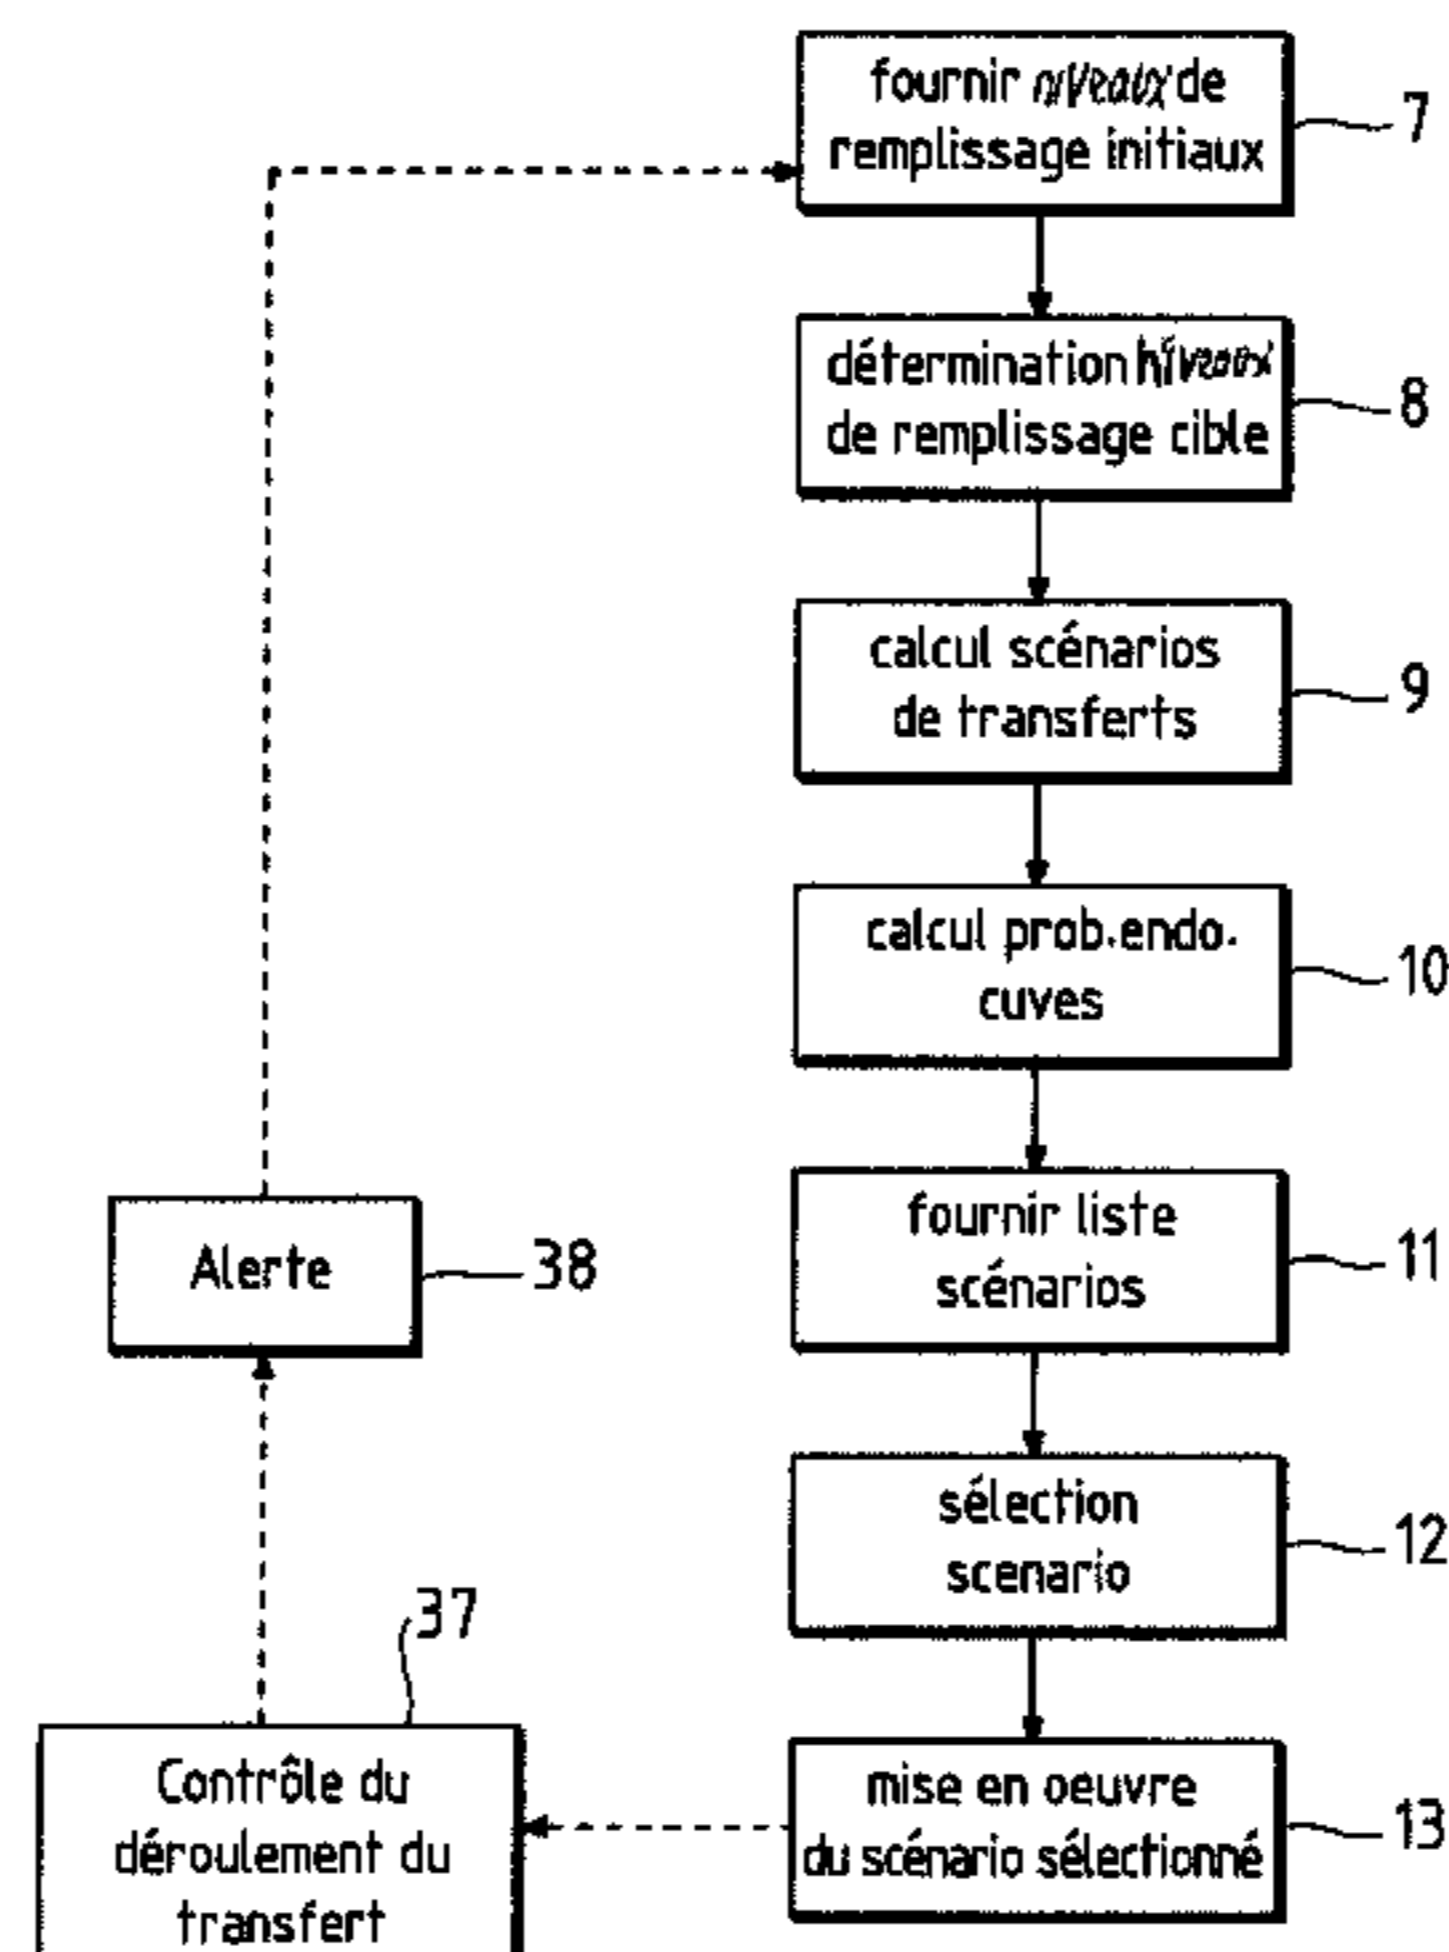 fournir niveaux de
remplissage initiaux
7
détermination niveaux
de remplissage cible
8
calcul scénarios
de transferts
9
calcul prob.endo.
cuves
10
fournir liste
scénarios
11
Alerte
38
sélection
scenario
12
37
mise en oeuvre
du scénario sélectionné
13
Contrôle du
déroulement du
transfert